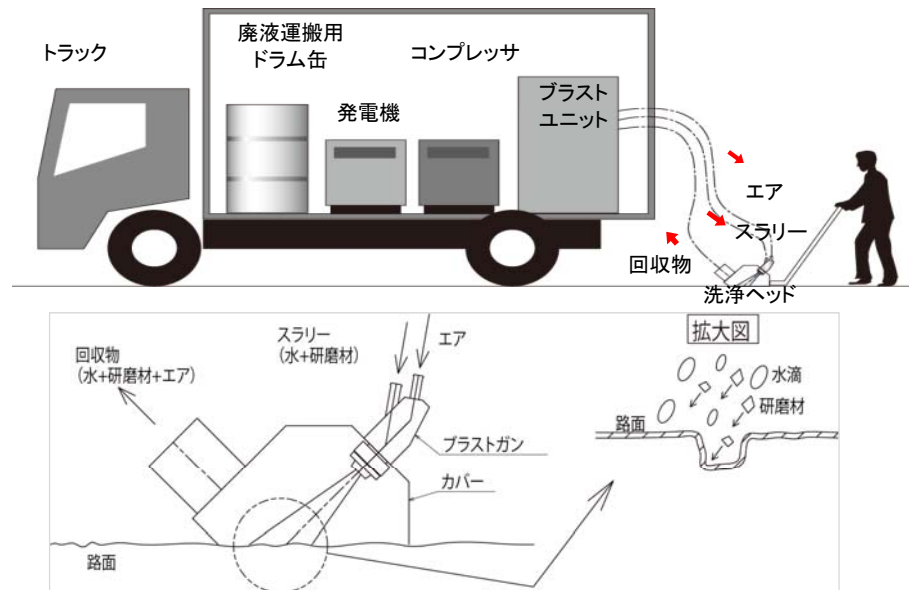 トラック
廃液運搬用
ドラム缶
発電機
コンプレッサ
ブラスト
ユニット
エア
スラリー
回収物
洗浄ヘッド
回収物
(水+研磨材+エア)
スラリー
(水+研磨材)
エア
ブラストガン
カバー
路面
拡大図
水滴
研磨材
路面